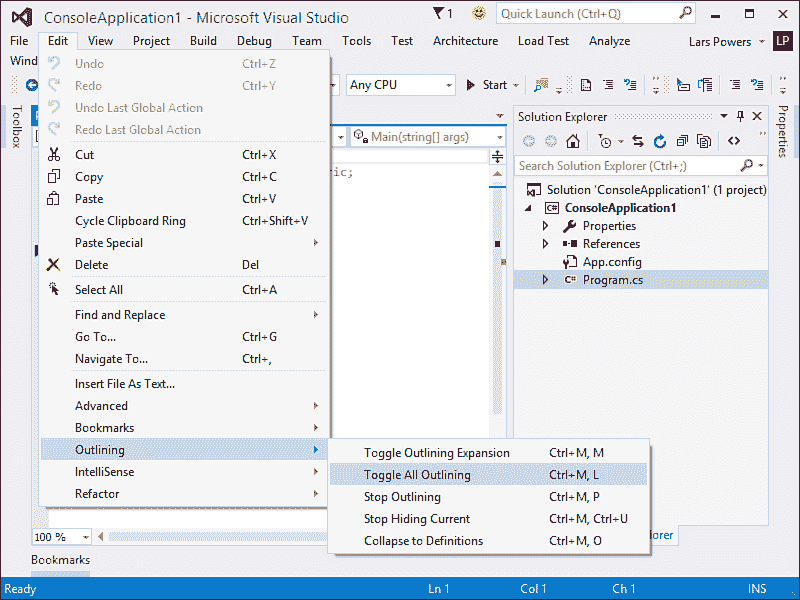 ConsoleApplication1 - Microsoft Visual Studio 1 Quick Launch (Ctrl+Q)
File Edit View Project Build Debug Team Tools Test Architecture Load Test Analyze Lars Powers LP
Wind
Any CPU Start
Toolbox
Undo Ctrl+Z
Redo Ctrl+Y
Undo Last Global Action
Redo Last Global Action
Cut Ctrl+X
Copy Ctrl+C
Paste Ctrl+V
Cycle Clipboard Ring Ctrl+Shift+V
Paste Special
Delete Del
Select All Ctrl+A
Find and Replace
Go To... Ctrl+G
Navigate To... Ctrl+,
Insert File As Text...
Advanced
Bookmarks
Outlining
IntelliSense
Refactor
Toggle Outlining Expansion Ctrl+M, M
Toggle All Outlining Ctrl+M, L
Stop Outlining Ctrl+M, P
Stop Hiding Current Ctrl+M, Ctrl+U
Collapse to Definitions Ctrl+M, O
Main(string[] args)
ric;
Solution Explorer
Search Solution Explorer (Ctrl+;)
Solution 'ConsoleApplication1' (1 project)
C# ConsoleApplication1
Properties
References
App.config
C# Program.cs
Properties
lorer
100 %
Bookmarks
Ready Ln 1 Col 1 Ch 1 INS